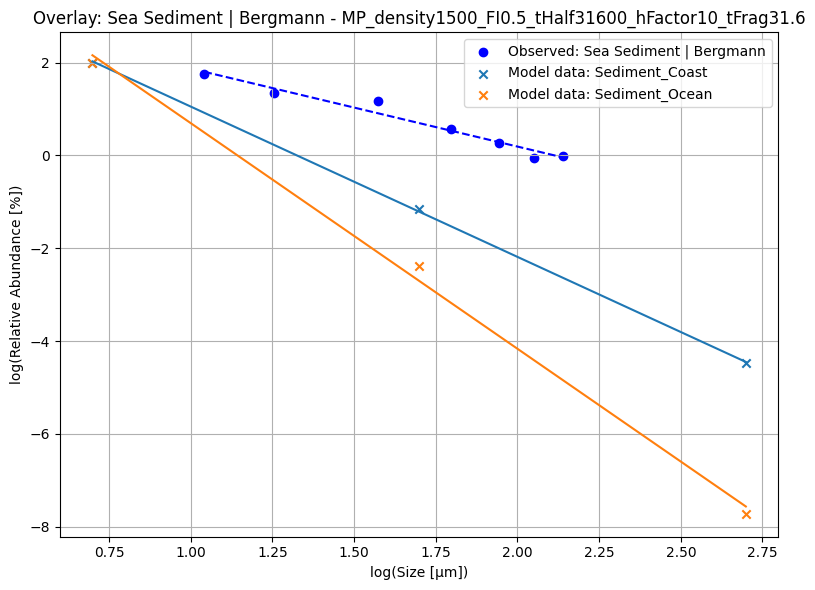 Overlay: Sea Sediment | Bergmann - MP_density1500_FI0.5_tHalf31600_hFactor10_tFrag31.6
Observed: Sea Sediment | Bergmann
Model data: Sediment_Coast
Model data: Sediment_Ocean
log(Relative Abundance [%])
2
0
−2
−4
−6
−8
0.75
1.00
1.25
1.50
1.75
2.00
2.25
2.50
2.75
log(Size [μm])